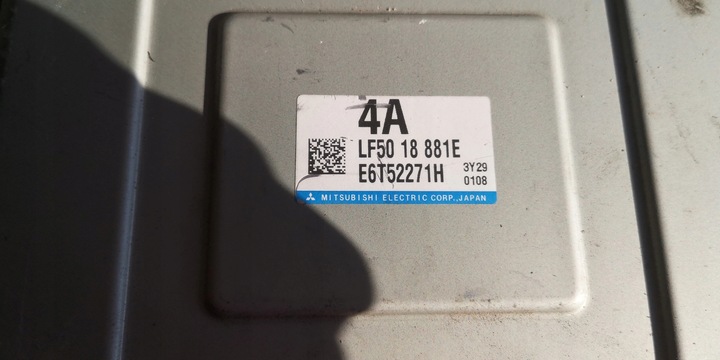 4A
LF50 18 881E
E6T52271H 3Y29
0108
MITSUBISHI ELECTRIC CORP.,JAPAN